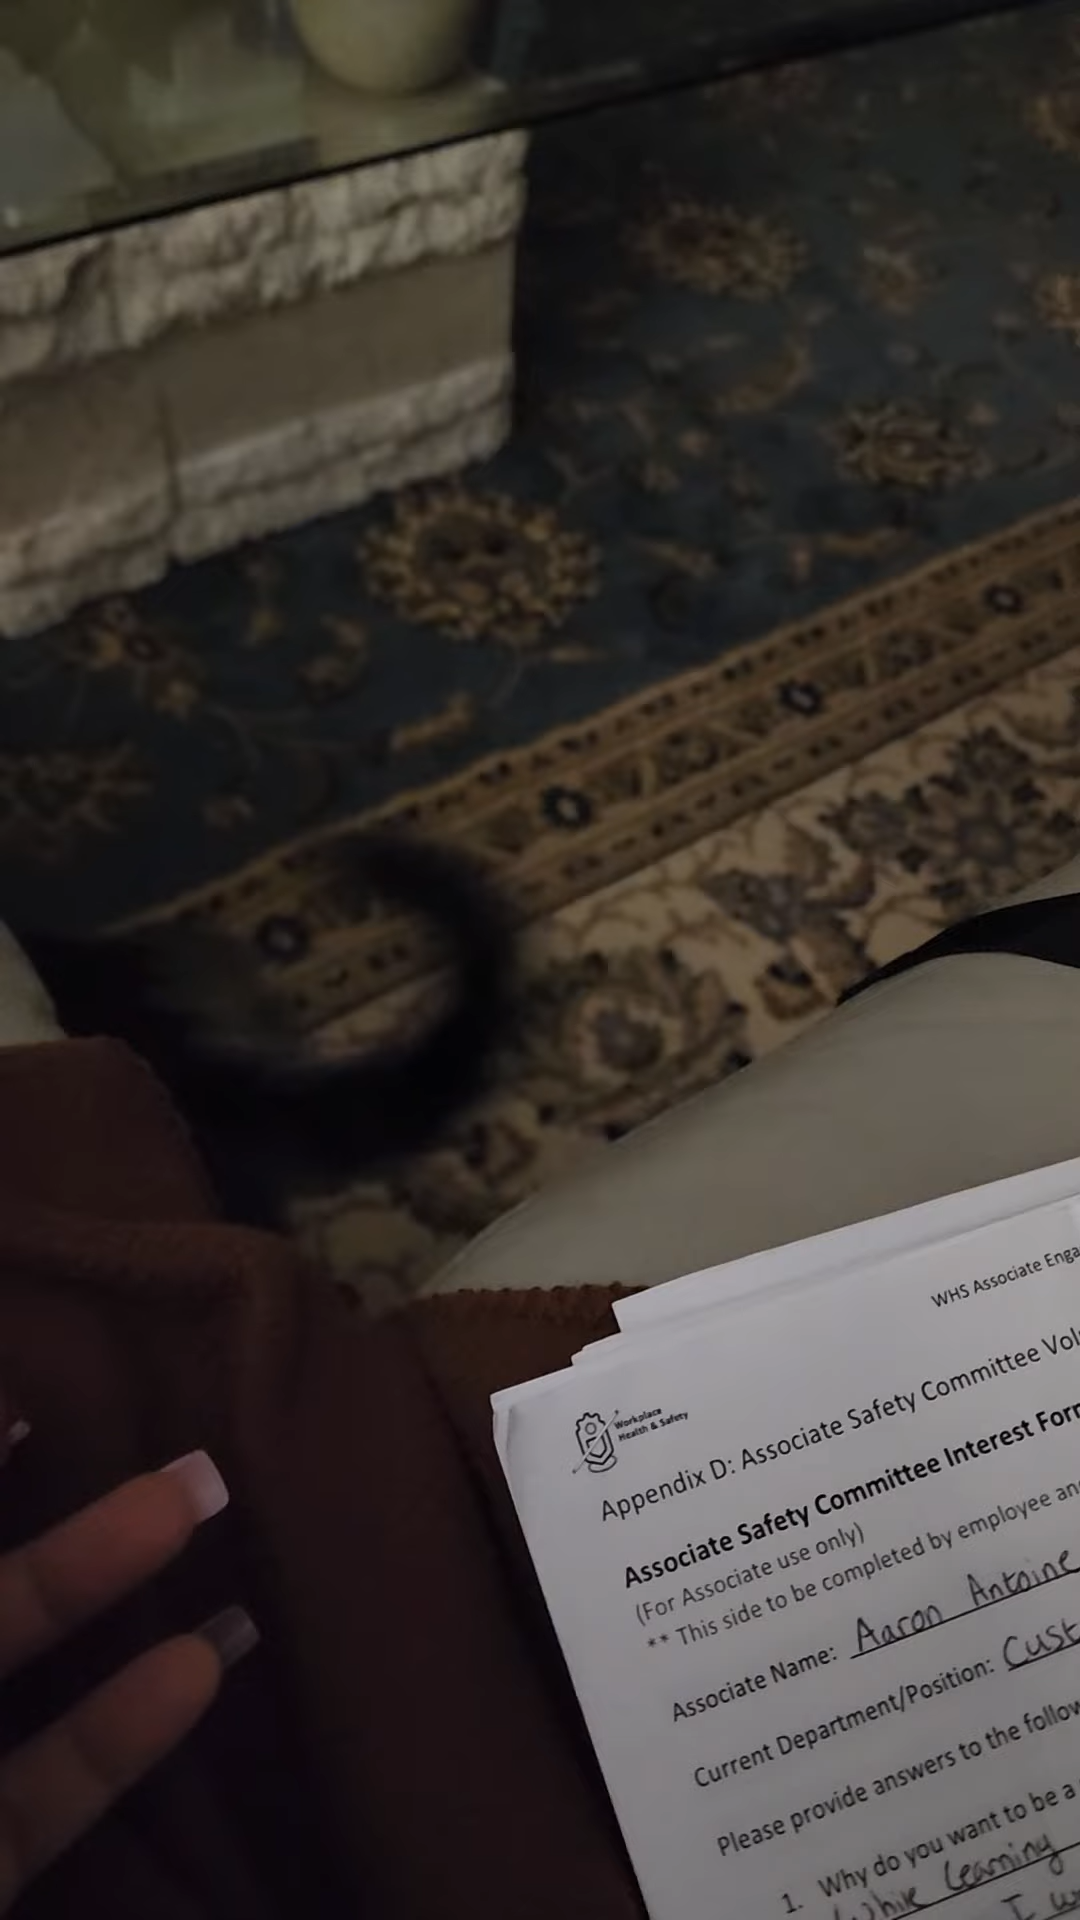 WHS Associate Enga
Workplace
Health & Safety
Appendix D: Associate Safety Committee Vol
Associate Safety Committee Interest For
(For Associate use only)
** This side to be completed by employee an
Associate Name: Aaron Antoine
Current Department/Position: Cust
Please provide answers to the follow
1. Why do you want to be a
While learning
I w